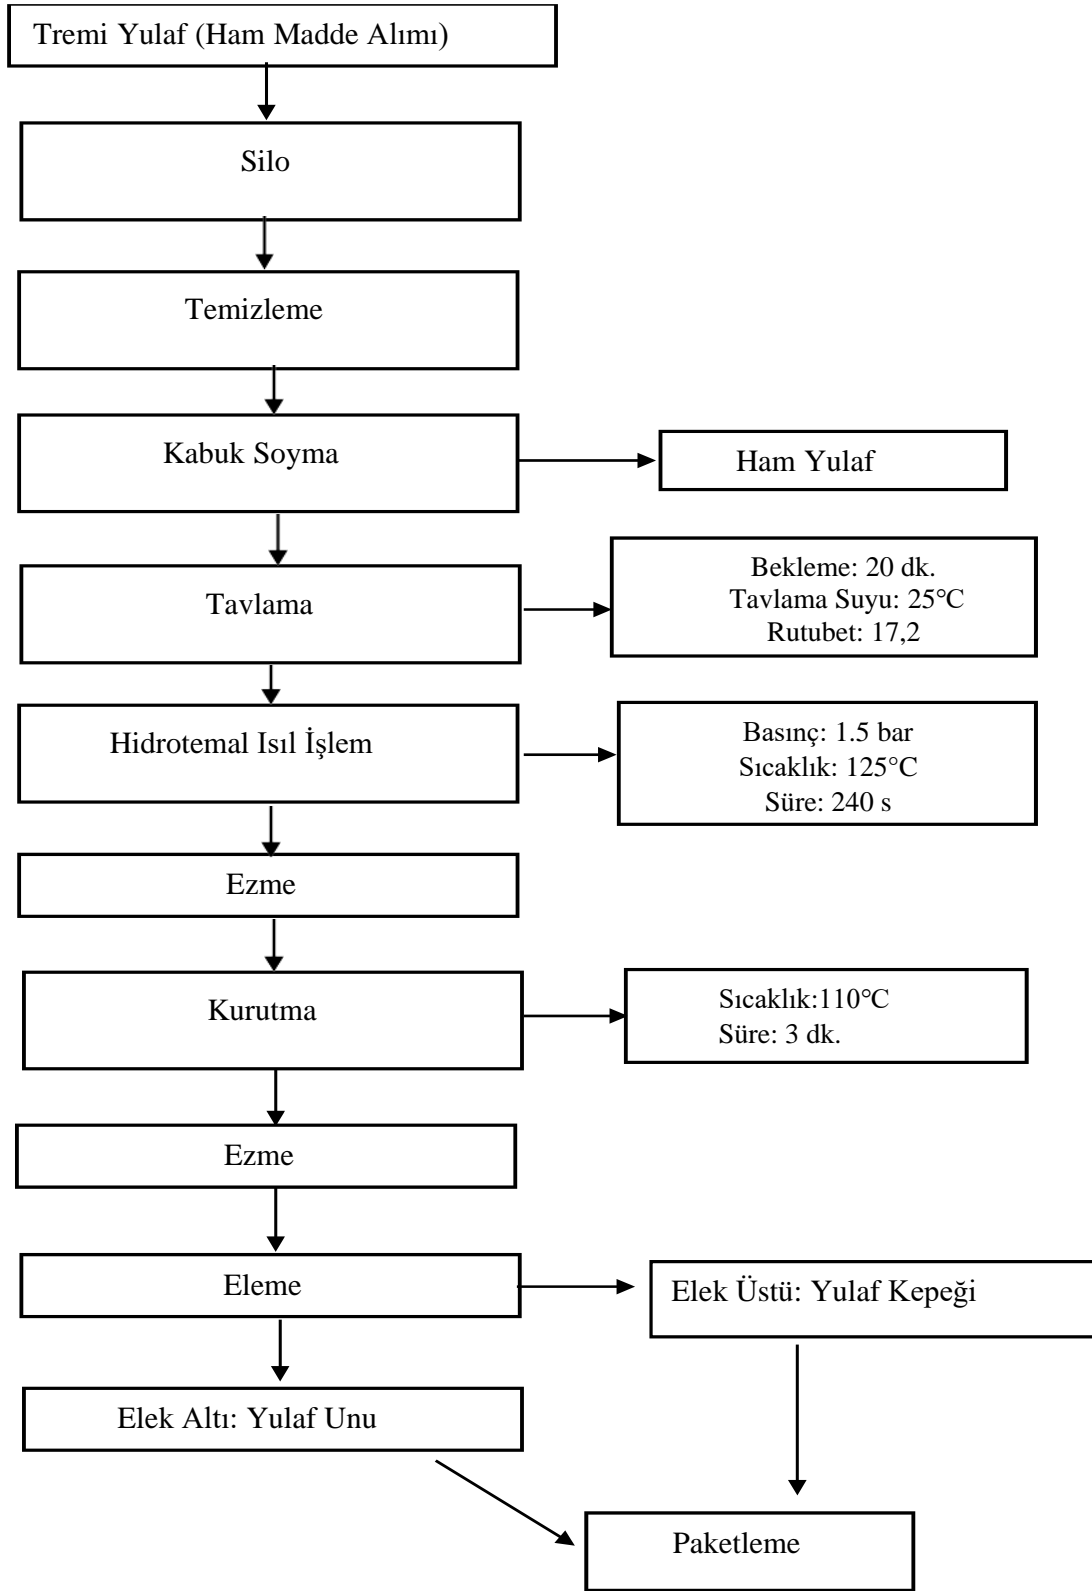 Tremi Yulaf (Ham Madde Alımı)
Silo
Temizleme
Kabuk Soyma
Ham Yulaf
Tavlama
Bekleme: 20 dk.
Tavlama Suyu: 25°C
Rutubet: 17,2
Hidrotemal Isıl İşlem
Basınç: 1.5 bar
Sıcaklık: 125°C
Süre: 240 s
Ezme
Kurutma
Sıcaklık:110°C
Süre: 3 dk.
Ezme
Eleme
Elek Üstü: Yulaf Kepeği
Elek Altı: Yulaf Unu
Paketleme